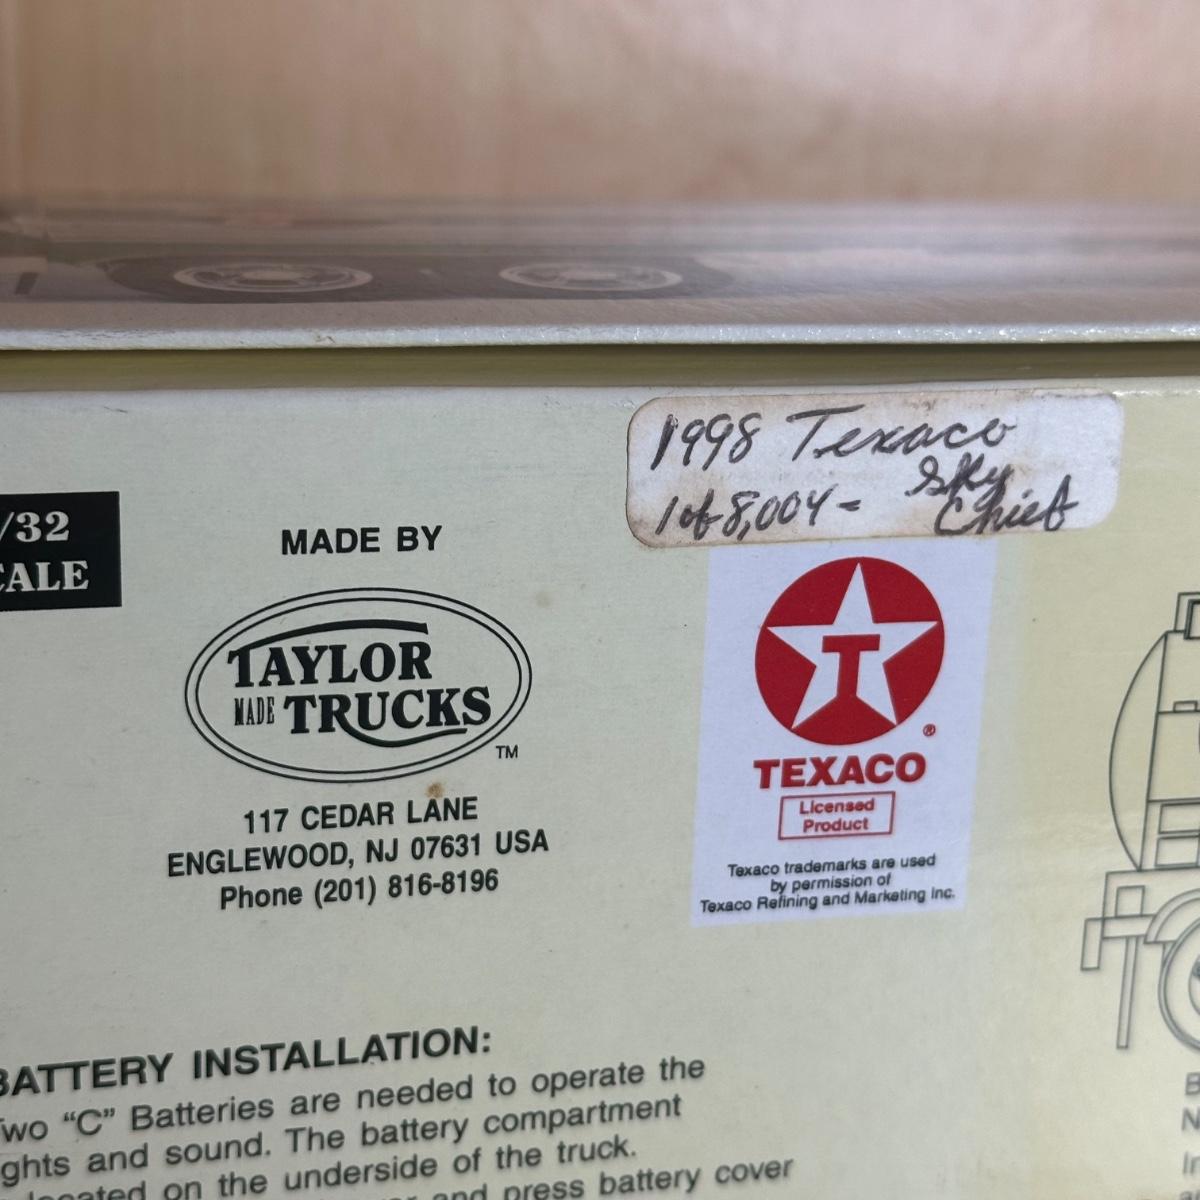 1998 Texaco
1 of 8,004 - Sky
Chief
/32
CALE
MADE BY
TAYLOR
MADE TRUCKS
TM
117 CEDAR LANE
ENGLEWOOD, NJ 07631 USA
Phone (201) 816-8196
T
®
TEXACO
Licensed
Product
Texaco trademarks are used
by permission of
Texaco Refining and Marketing Inc.
BATTERY INSTALLATION:
Two “C” Batteries are needed to operate the
ghts and sound. The battery compartment
located on the underside of the truck.
and press battery cover
B
N